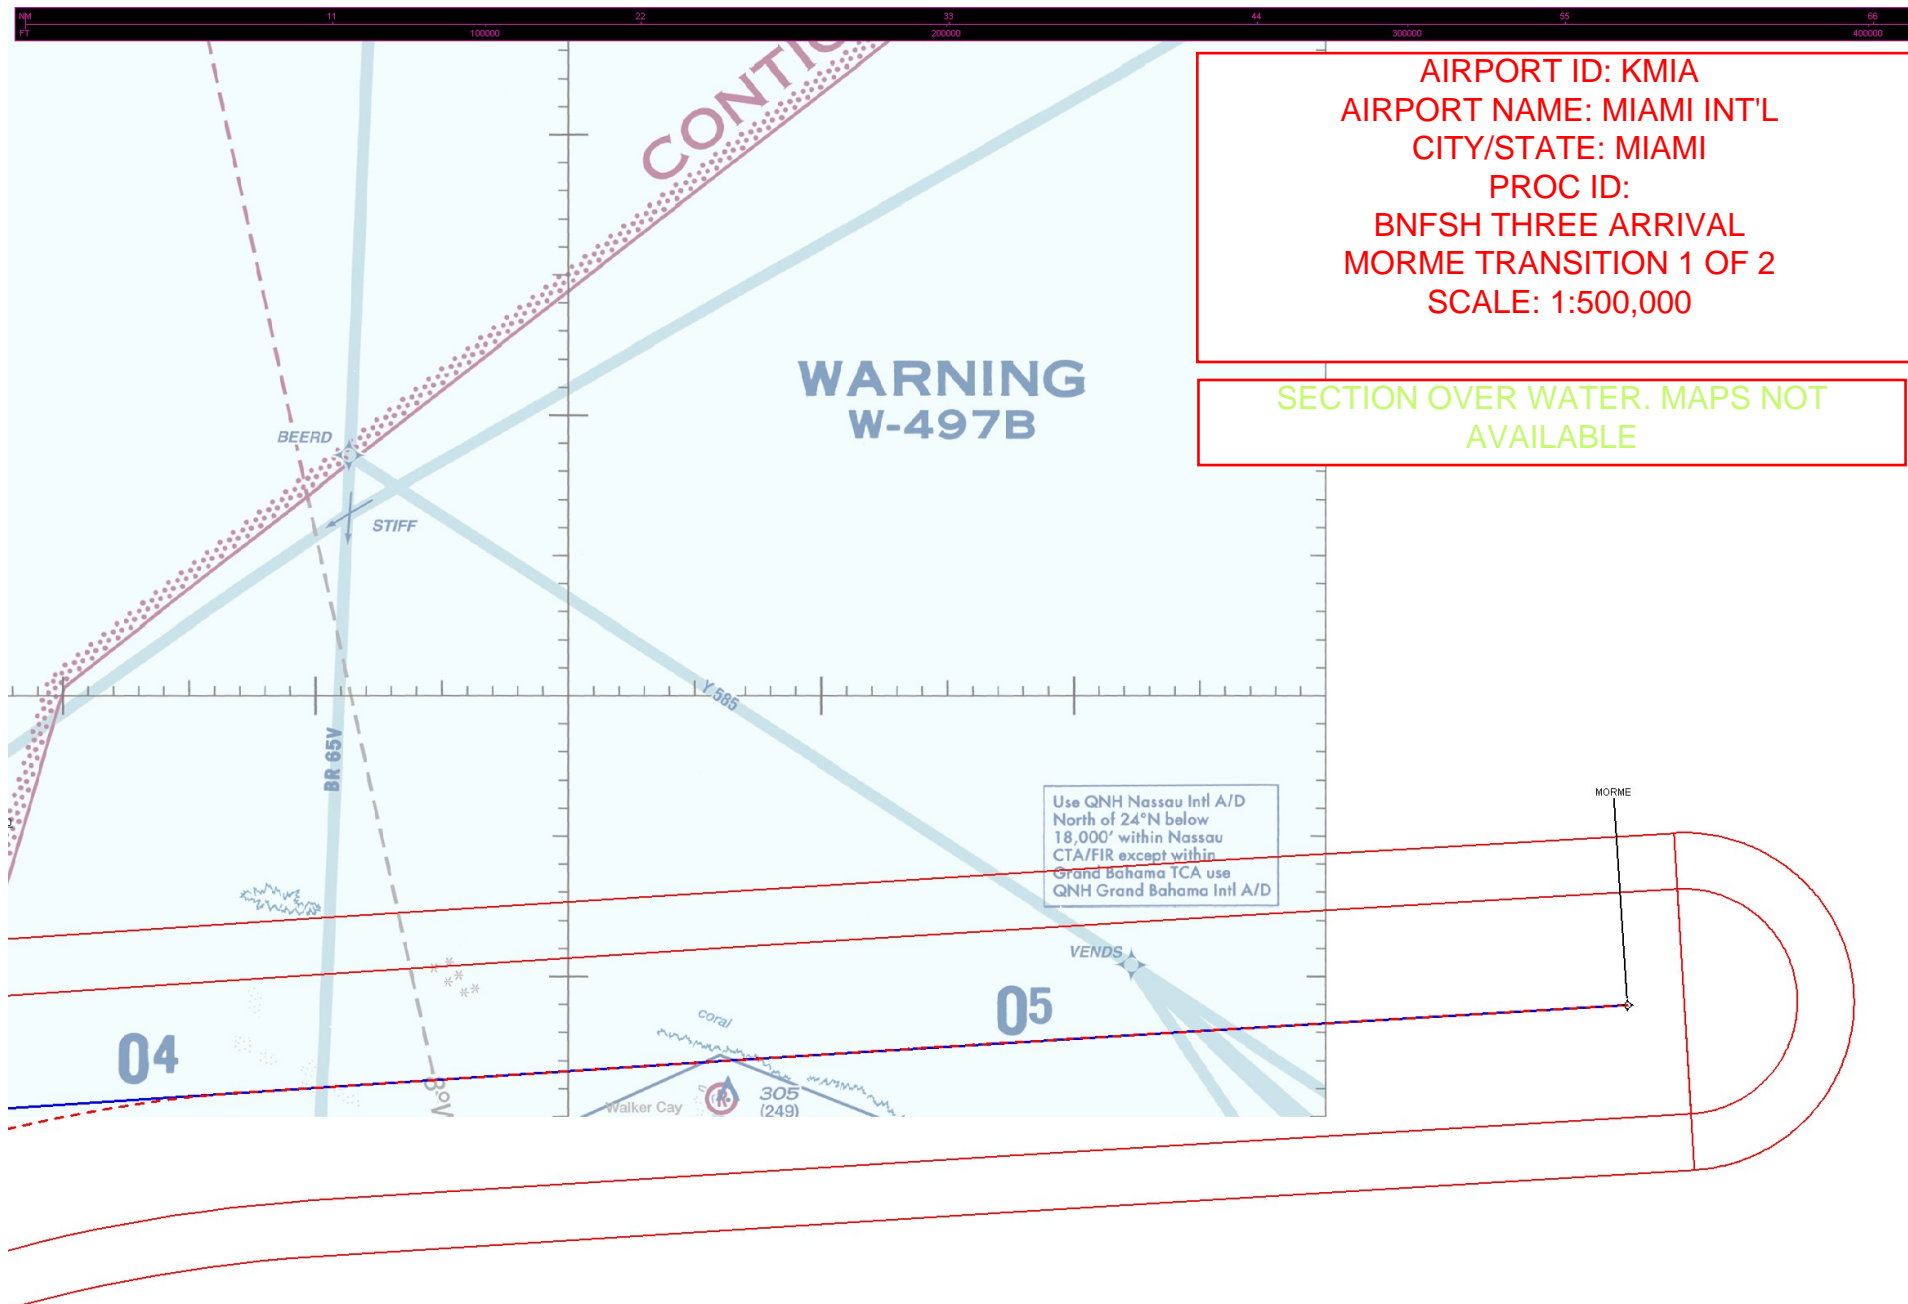 NM 11 22 33 44 55 66
FT 100000 200000 300000 400000
CONTIG
AIRPORT ID: KMIA
AIRPORT NAME: MIAMI INT'L
CITY/STATE: MIAMI
PROC ID:
BNFSH THREE ARRIVAL
MORME TRANSITION 1 OF 2
SCALE: 1:500,000
SECTION OVER WATER. MAPS NOT
AVAILABLE
WARNING
W-497B
BEERD
STIFF
Y 585
BR 65V
MORME
Use QNH Nassau Intl A/D
North of 24°N below
18,000' within Nassau
CTA/FIR except within
Grand Bahama TCA use
QNH Grand Bahama Intl A/D
VENDS
05
coral
04
8°W
R
305
(249)
Walker Cay